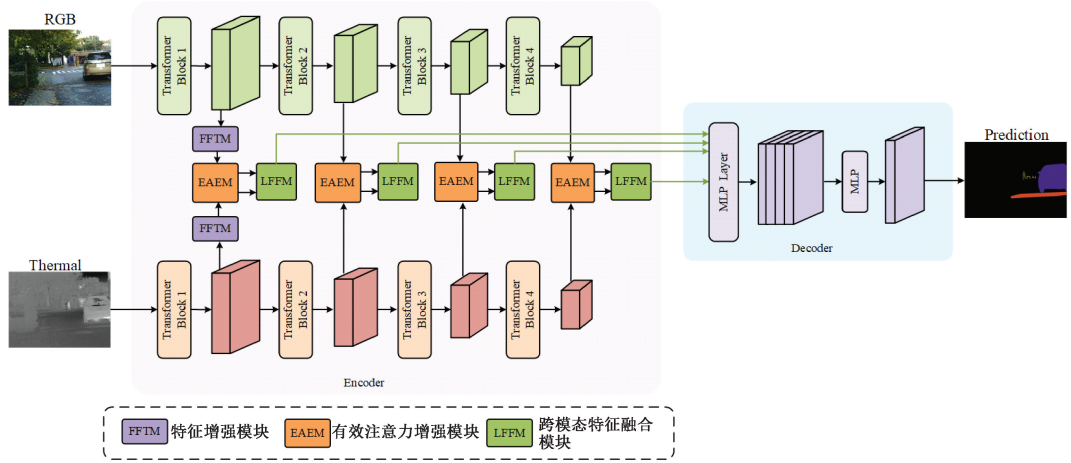 RGB
Transformer Block 1
Transformer Block 2
Transformer Block 3
Transformer Block 4
FFTM
EAEM
LFFM
EAEM
LFFM
EAEM
LFFM
EAEM
LFFM
FFTM
Thermal
Transformer Block 1
Transformer Block 2
Transformer Block 3
Transformer Block 4
Encoder
MLP Layer
MLP
Decoder
Prediction
FFTM 特征增强模块
EAEM 有效注意力增强模块
LFFM 跨模态特征融合
模块